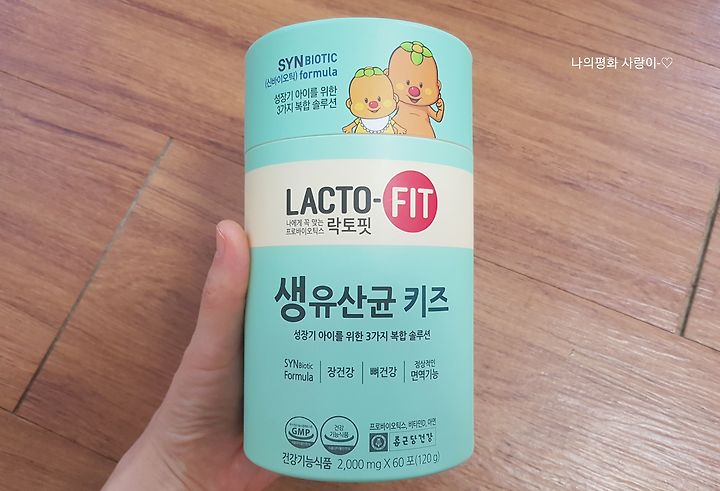 나의평화 사랑이-♡
SYNBIOTIC
(신바이오틱) formula
성장기 아이를 위한
3가지 복합 솔루션
LACTO-FIT
나에게 꼭 맞는
프로바이오틱스 락토핏
생유산균 키즈
성장기 아이를 위한 3가지 복합 솔루션
SYNBiotic
Formula
장건강
뼈건강
정상적인
면역기능
GMP
건강
기능식품
프로바이오틱스, 비타민D, 아연
종근당건강
건강기능식품 2,000 mg X 60 포 (120 g)